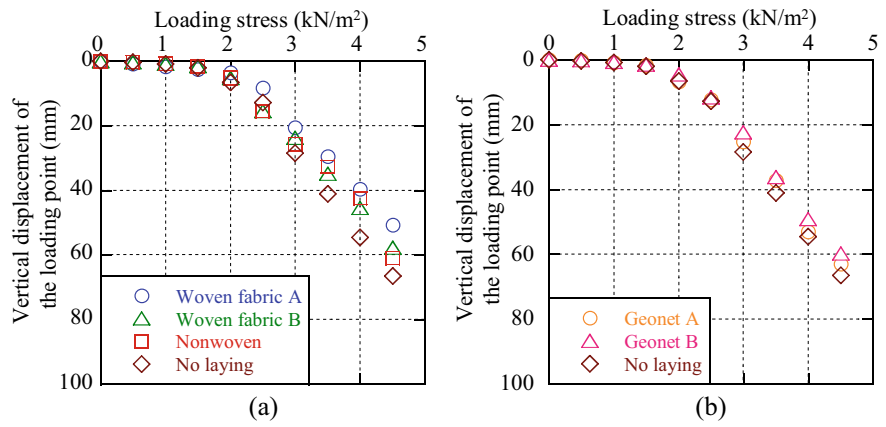 Loading stress (kN/m²)
0 1 2 3 4 5
Vertical displacement of
the loading point (mm)
0
20
40
60
80
100
Woven fabric A
Woven fabric B
Nonwoven
No laying
(a)
Loading stress (kN/m²)
0 1 2 3 4 5
Vertical displacement of
the loading point (mm)
0
20
40
60
80
100
Geonet A
Geonet B
No laying
(b)